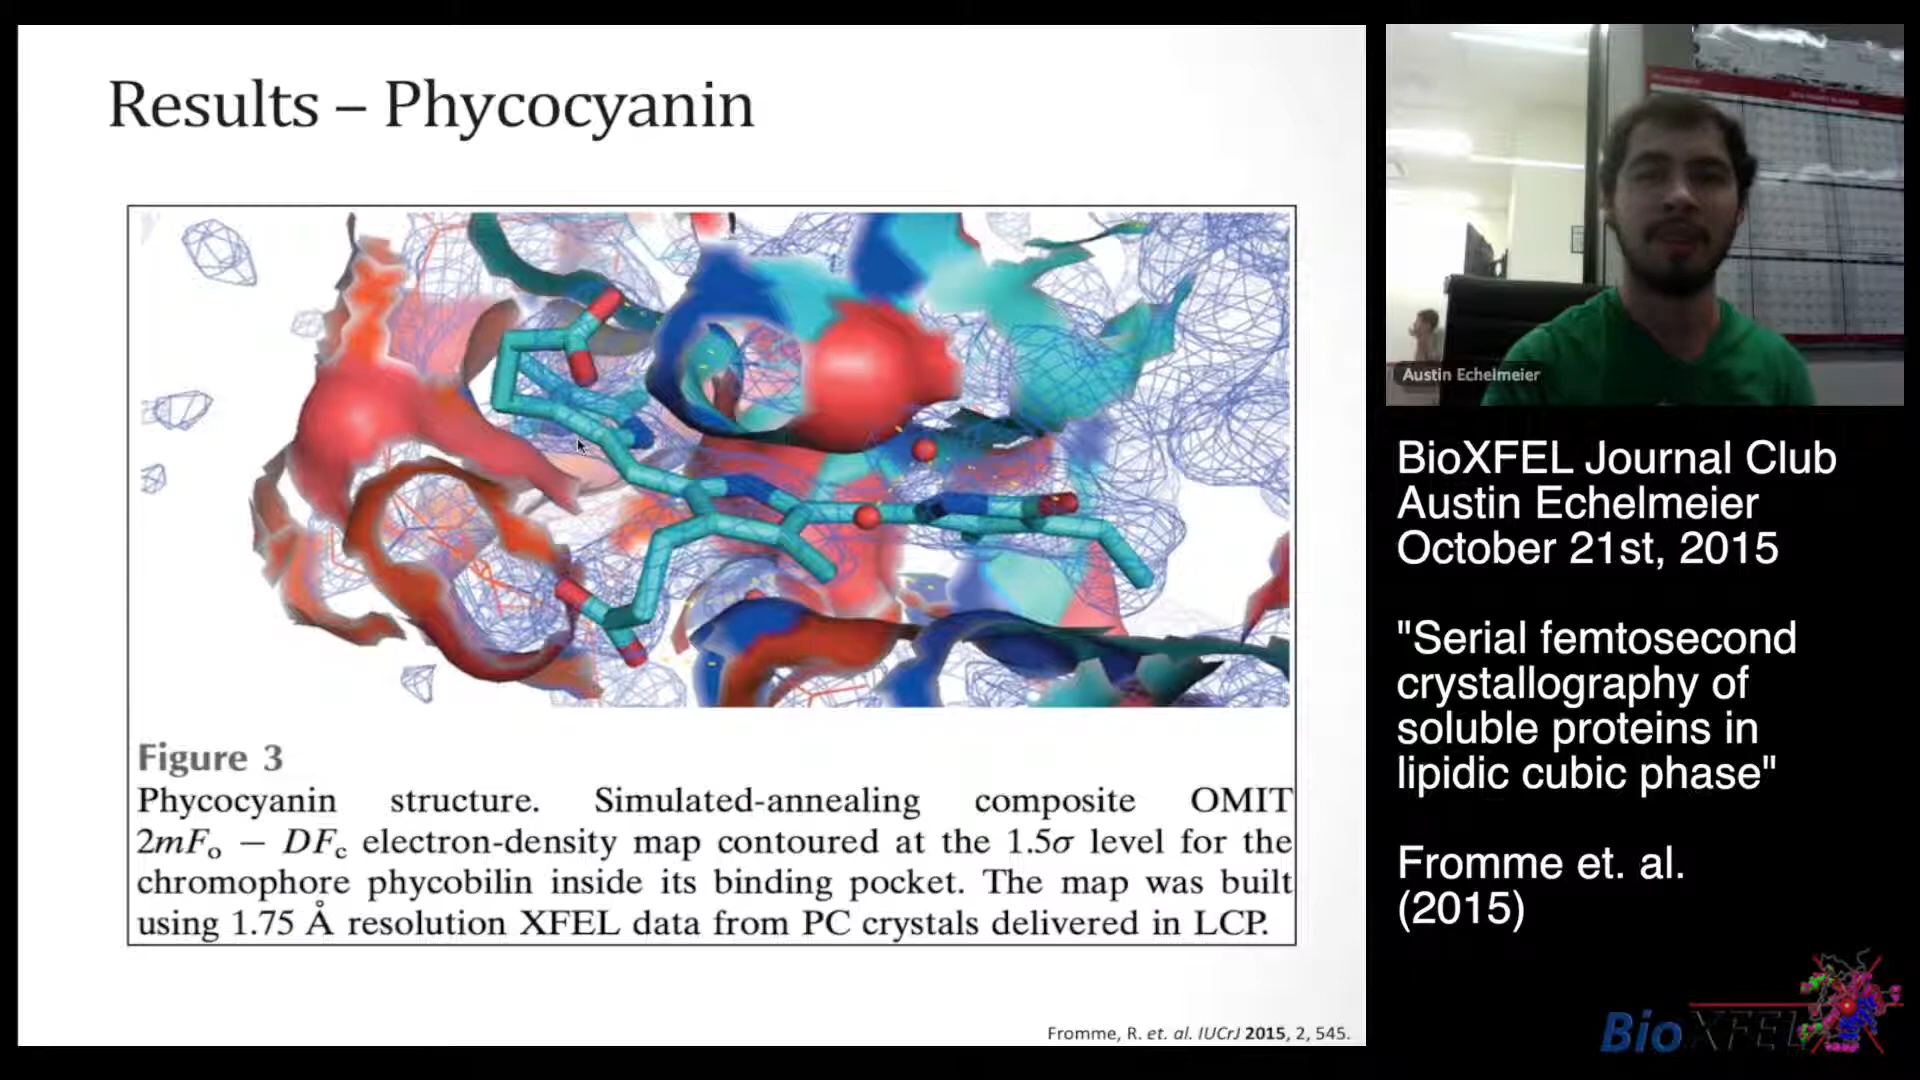 Results – Phycocyanin
Figure 3
Phycocyanin structure. Simulated-annealing composite OMIT
2mFo − DFc electron-density map contoured at the 1.5σ level for the
chromophore phycobilin inside its binding pocket. The map was built
using 1.75 Å resolution XFEL data from PC crystals delivered in LCP.
Fromme, R. et. al. IUCrJ 2015, 2, 545.
Austin Echelmeier
BioXFEL Journal Club
Austin Echelmeier
October 21st, 2015
"Serial femtosecond
crystallography of
soluble proteins in
lipidic cubic phase"
Fromme et. al.
(2015)
BioXFEL